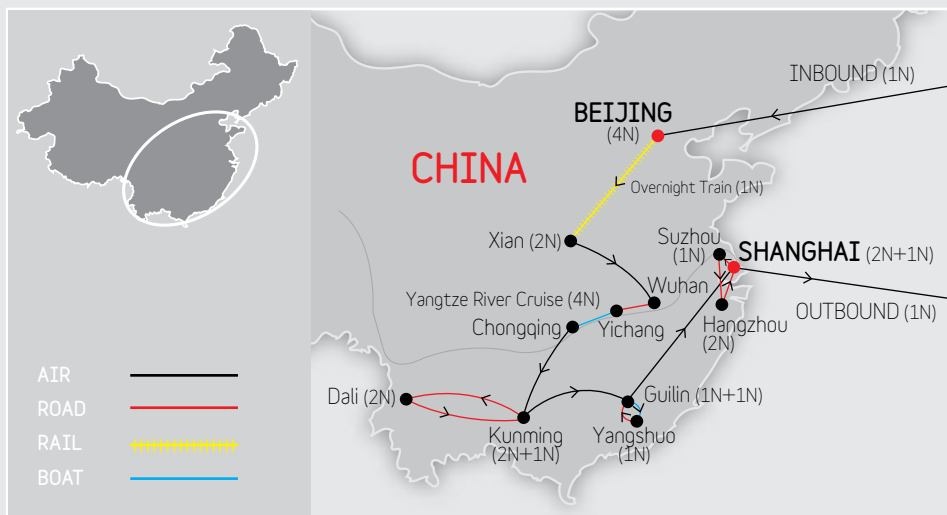 INBOUND (1N)
BEIJING
(4N)
CHINA
Overnight Train (1N)
Xian (2N)
Suzhou
(1N)
SHANGHAI (2N+1N)
Wuhan
Yangtze River Cruise (4N)
Chongqing
Yichang
Hangzhou
(2N)
OUTBOUND (1N)
Dali (2N)
Kunming
(2N+1N)
Guilin (1N+1N)
Yangshuo
(1N)
AIR
ROAD
RAIL
BOAT